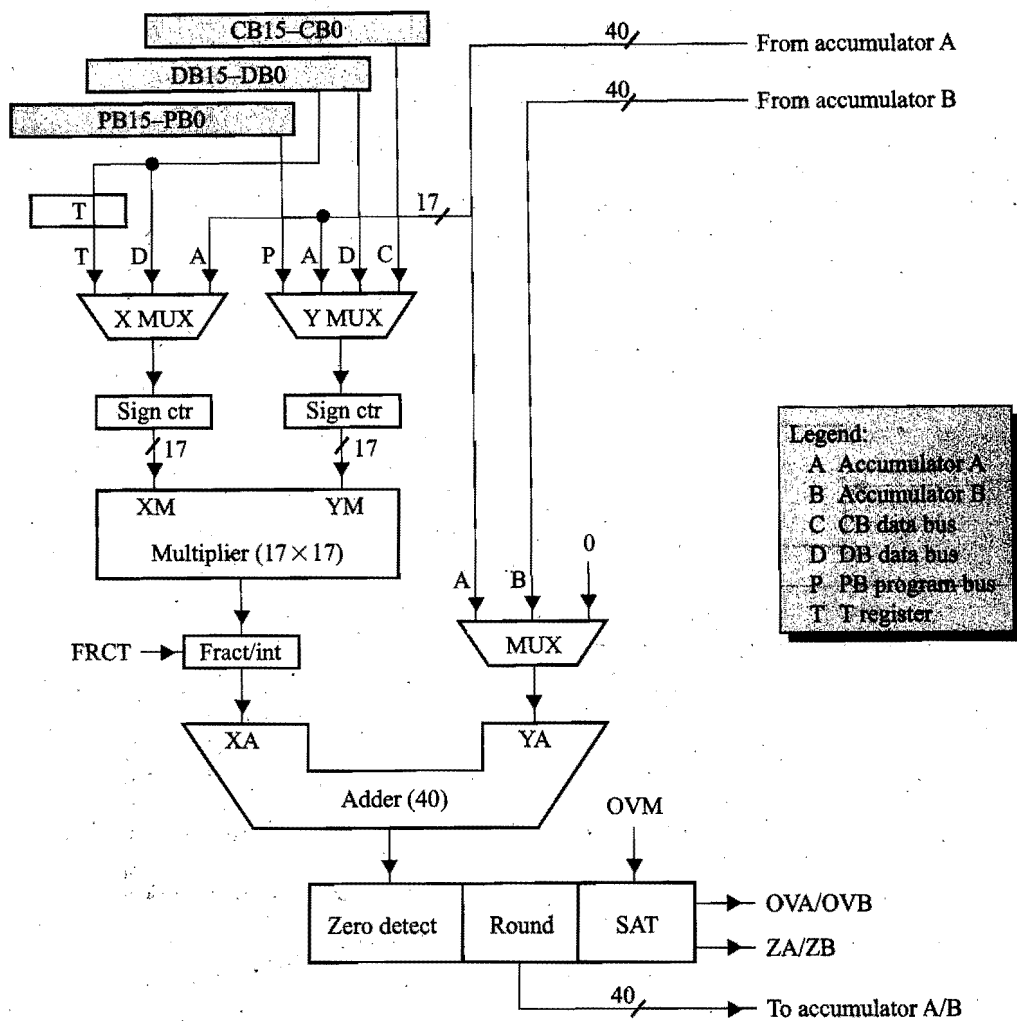 CB15–CB0
DB15–DB0
PB15–PB0
40
From accumulator A
40
From accumulator B
17
T
T
D
A
P
A
D
C
X MUX
Y MUX
Sign ctr
Sign ctr
17
17
XM
YM
Multiplier (17×17)
Legend:
A Accumulator A
B Accumulator B
C CB data bus
D DB data bus
P PB program bus
T T register
A
B
0
MUX
FRCT
Fract/int
XA
YA
Adder (40)
OVM
Zero detect
Round
SAT
OVA/OVB
ZA/ZB
40
To accumulator A/B